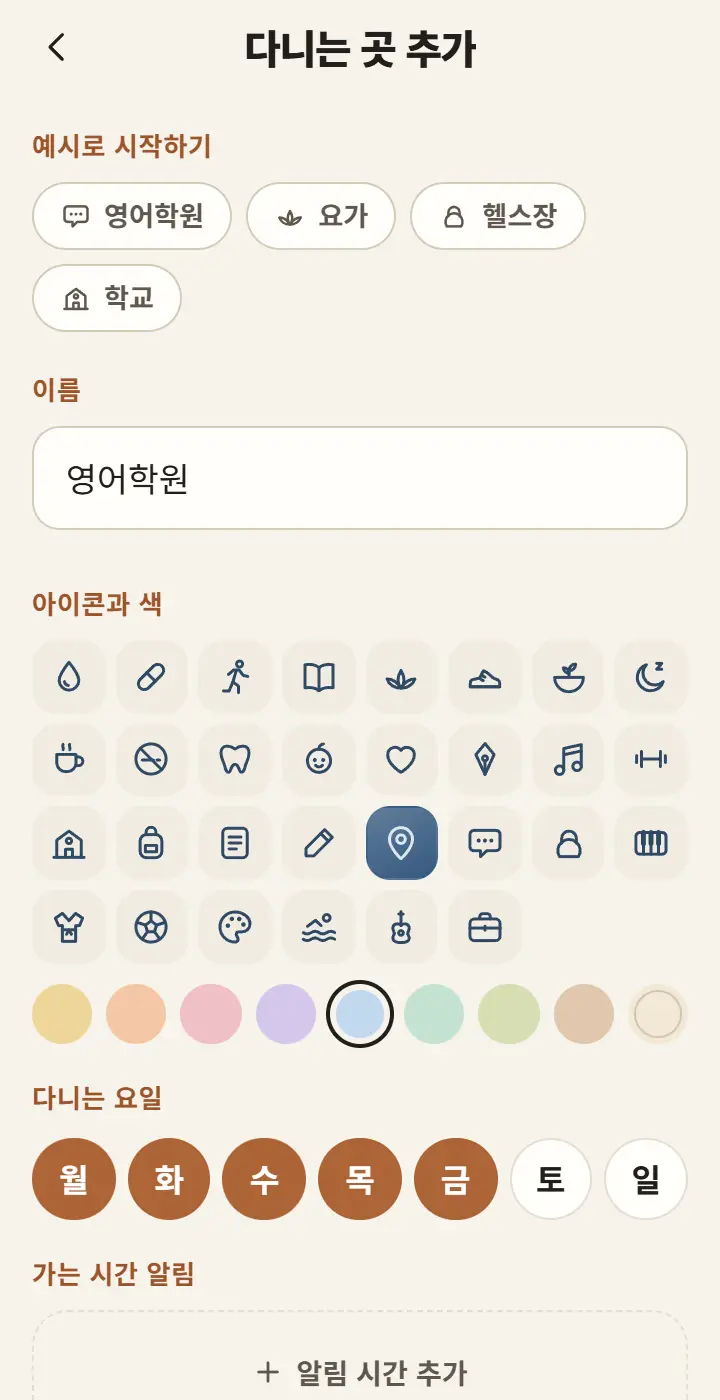 다니는 곳 추가
예시로 시작하기
영어학원 요가 헬스장
학교
이름
영어학원
아이콘과 색
다니는 요일
월 화 수 목 금 토 일
가는 시간 알림
+ 알림 시간 추가